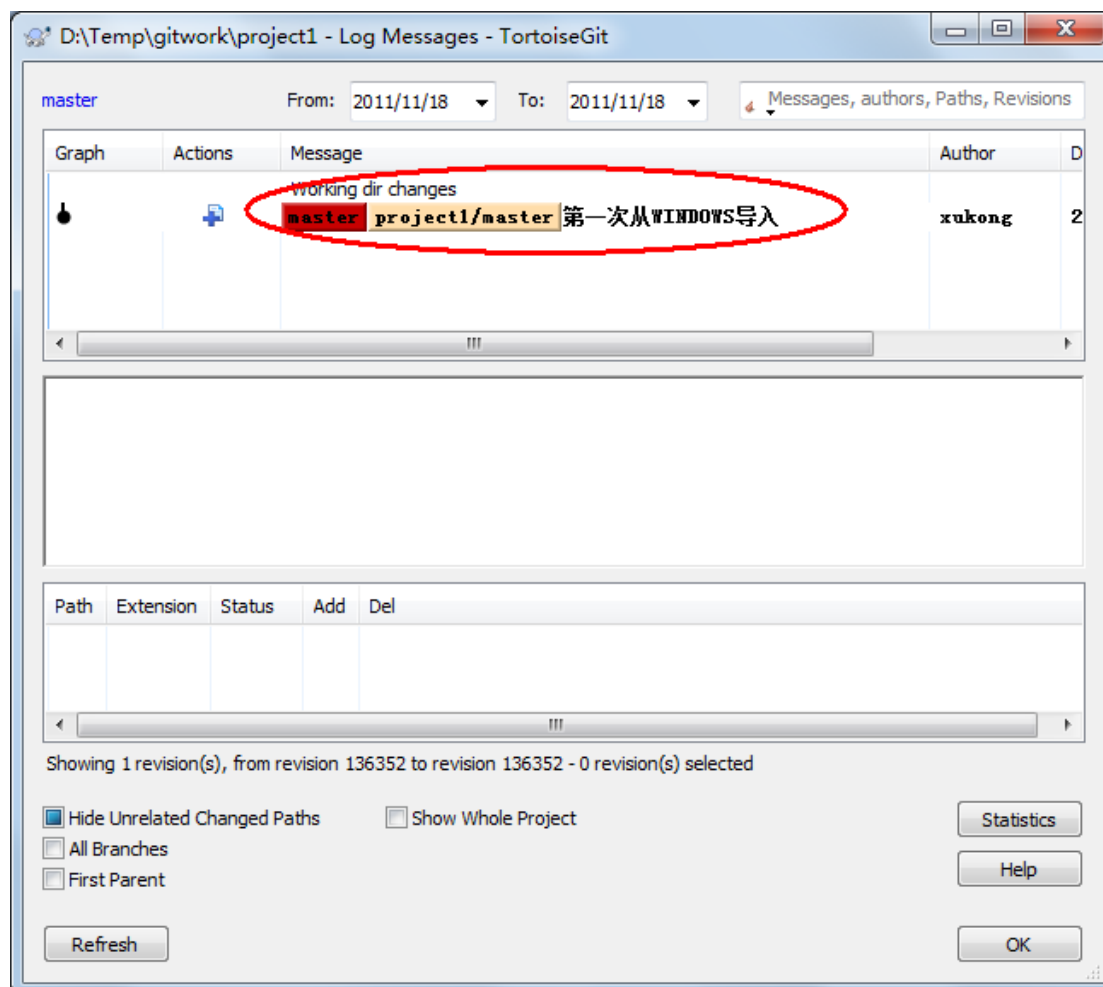 D:\Temp\gitwork\project1 - Log Messages - TortoiseGit
master From: 2011/11/18 To: 2011/11/18 Messages, authors, Paths, Revisions
Graph Actions Message Author D
Working dir changes
master project1/master 第一次从WINDOWS导入 xukong 2
Path Extension Status Add Del
Showing 1 revision(s), from revision 136352 to revision 136352 - 0 revision(s) selected
Hide Unrelated Changed Paths Show Whole Project Statistics
All Branches
Help
First Parent
Refresh OK